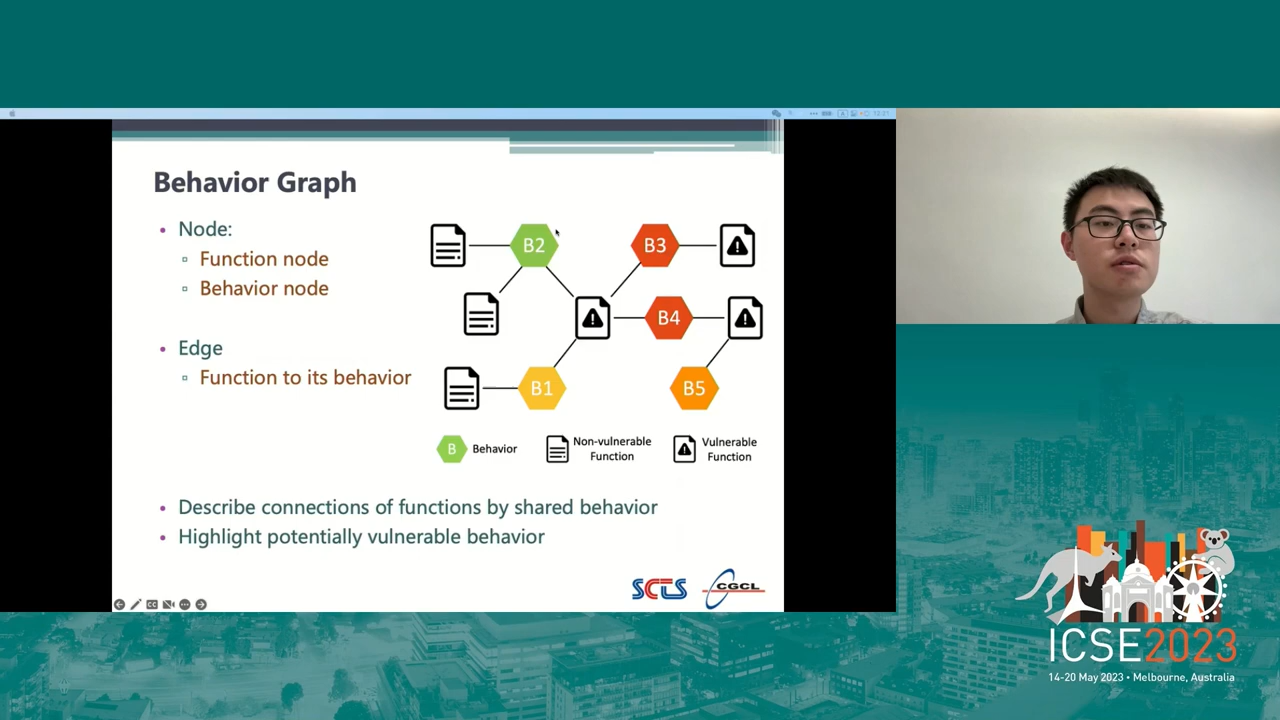 Behavior Graph
Node:
Function node
Behavior node
Edge
Function to its behavior
B2
B3
B4
B1
B5
B
Behavior
Non-vulnerable
Function
Vulnerable
Function
Describe connections of functions by shared behavior
Highlight potentially vulnerable behavior
SCTS
CGCL
ICSE2023
14-20 May 2023 • Melbourne, Australia